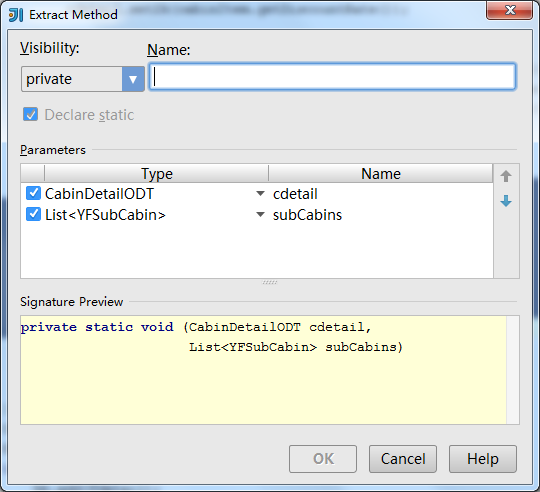 Extract Method
Visibility:
Name:
private
Declare static
Parameters
Type Name
CabinDetailODT cdetail
List<YFSubCabin> subCabins
Signature Preview
private static void (CabinDetailODT cdetail,
List<YFSubCabin> subCabins)
OK Cancel Help